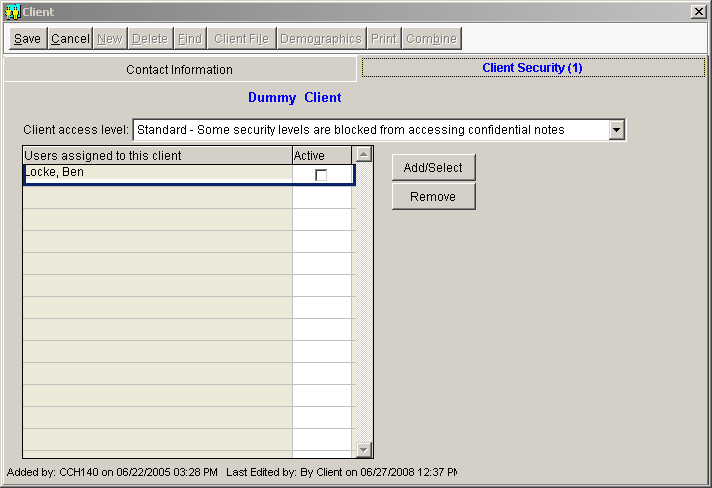 Client
Save Cancel New Delete Find Client File Demographics Print Combine
Contact Information Client Security (1)
Dummy Client
Client access level: Standard - Some security levels are blocked from accessing confidential notes
Users assigned to this client Active
Locke, Ben
Add/Select
Remove
Added by: CCH140 on 06/22/2005 03:28 PM Last Edited by: By Client on 06/27/2008 12:37 PM